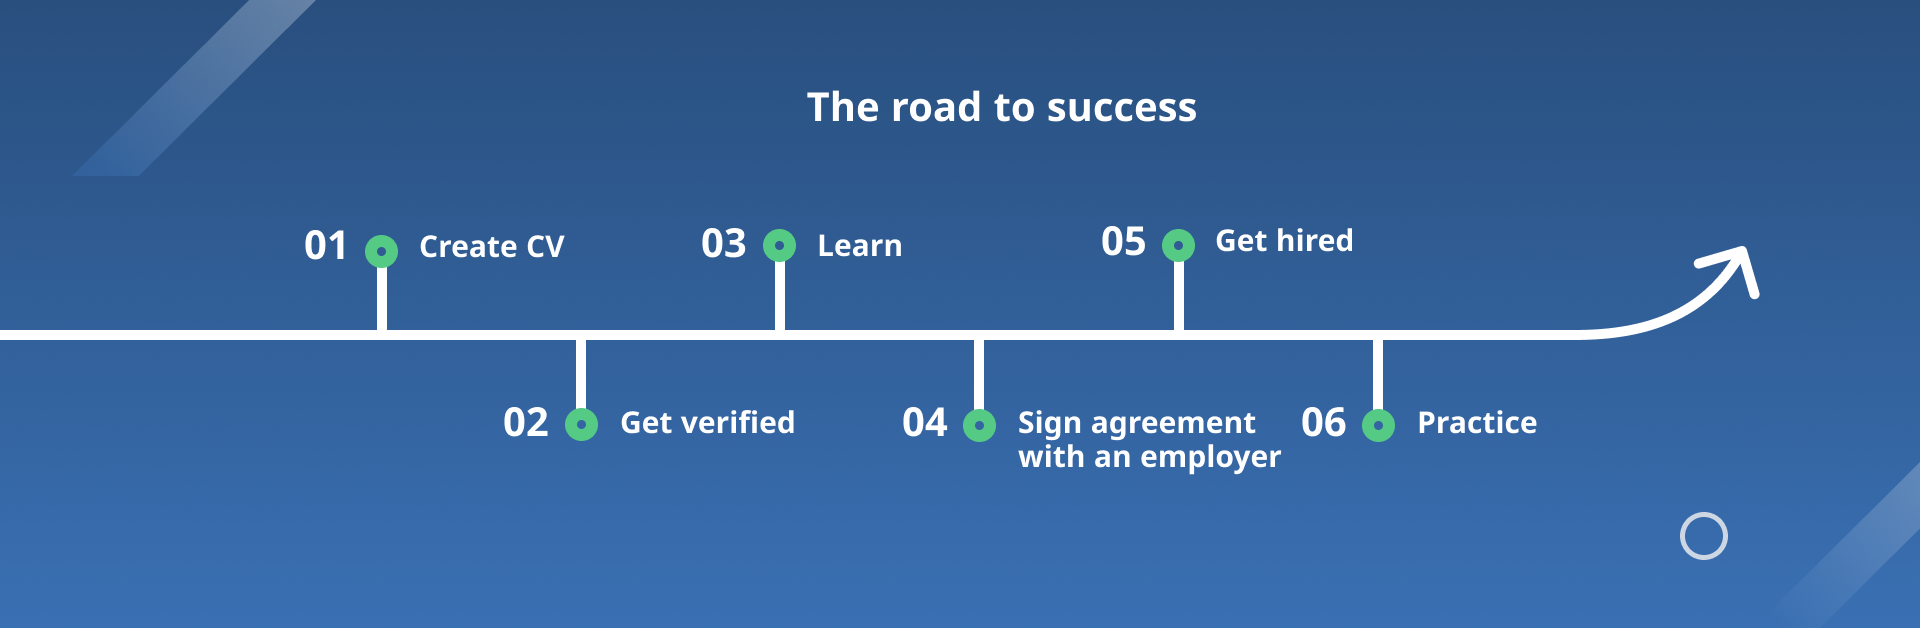 The road to success
01 Create CV
02 Get verified
03 Learn
04 Sign agreement
with an employer
05 Get hired
06 Practice